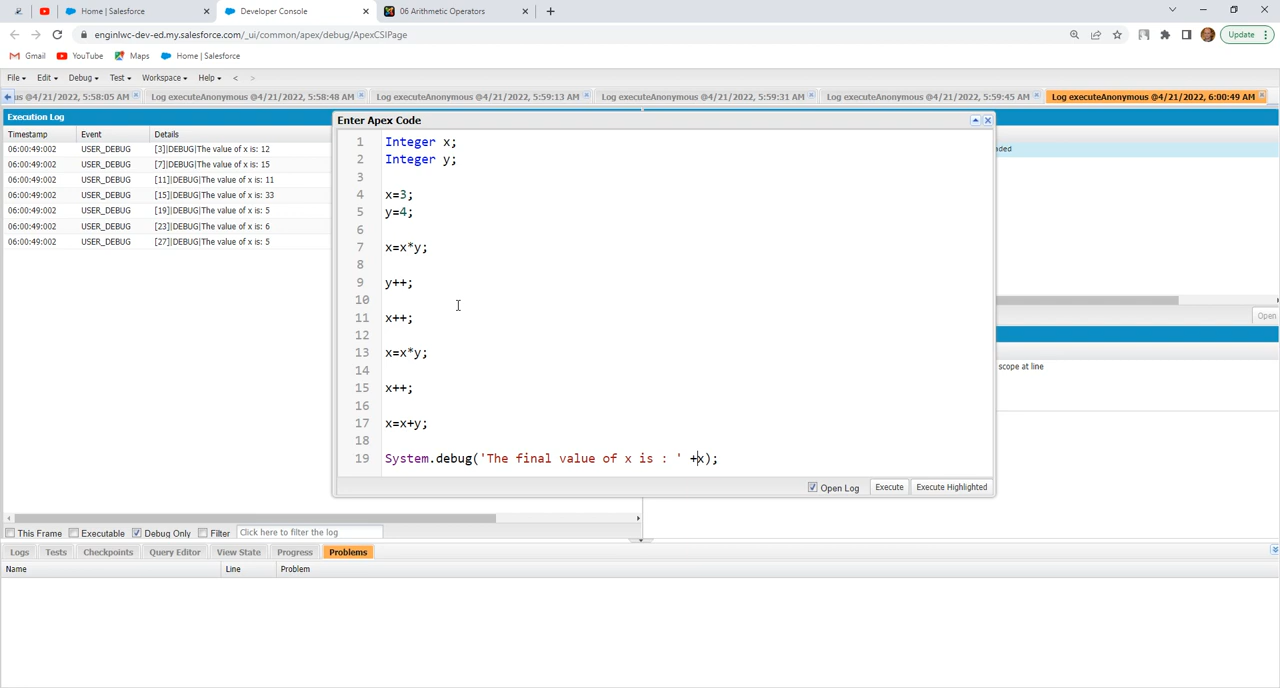 Home | Salesforce
Developer Console
06 Arithmetic Operators
enginlwc-dev-ed.my.salesforce.com/_ui/common/apex/debug/ApexCSIPage
Update
Gmail
YouTube
Maps
Home | Salesforce
File
Edit
Debug
Test
Workspace
Help
<
>
us @4/21/2022, 5:58:05 AM
Log executeAnonymous @4/21/2022, 5:58:48 AM
Log executeAnonymous @4/21/2022, 5:59:13 AM
Log executeAnonymous @4/21/2022, 5:59:31 AM
Log executeAnonymous @4/21/2022, 5:59:45 AM
Log executeAnonymous @4/21/2022, 6:00:49 AM
Execution Log
Timestamp Event Details
06:00:49:002 USER_DEBUG [3]|DEBUG|The value of x is: 12
06:00:49:002 USER_DEBUG [7]|DEBUG|The value of x is: 15
06:00:49:002 USER_DEBUG [11]|DEBUG|The value of x is: 11
06:00:49:002 USER_DEBUG [15]|DEBUG|The value of x is: 33
06:00:49:002 USER_DEBUG [19]|DEBUG|The value of x is: 5
06:00:49:002 USER_DEBUG [23]|DEBUG|The value of x is: 6
06:00:49:002 USER_DEBUG [27]|DEBUG|The value of x is: 5
Enter Apex Code
1 Integer x;
2 Integer y;
3
4 x=3;
5 y=4;
6
7 x=x*y;
8
9 y++;
10
11 x++;
12
13 x=x*y;
14
15 x++;
16
17 x=x+y;
18
19 System.debug('The final value of x is : ' +x);
Open Log
Execute
Execute Highlighted
aded
Open
scope at line
This Frame
Executable
Debug Only
Filter
Click here to filter the log
Logs
Tests
Checkpoints
Query Editor
View State
Progress
Problems
Name Line Problem